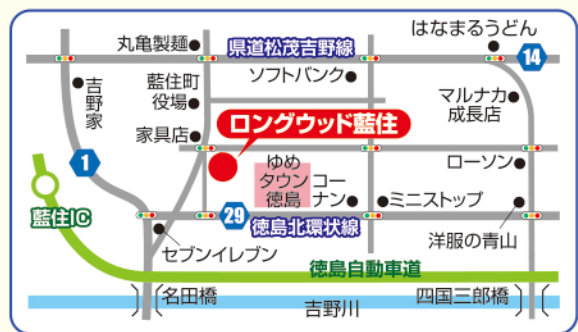 はなまるうどん
丸亀製麺
県道松茂吉野線
14
吉野家
藍住町
役場
ソフトバンク
マルナカ
成長店
ロングウッド藍住
家具店
1
ゆめ
タウン
徳島
コー
ナン
ローソン
ミニストップ
藍住IC
29
徳島北環状線
セブンイレブン
洋服の青山
徳島自動車道
名田橋
吉野川
四国三郎橋